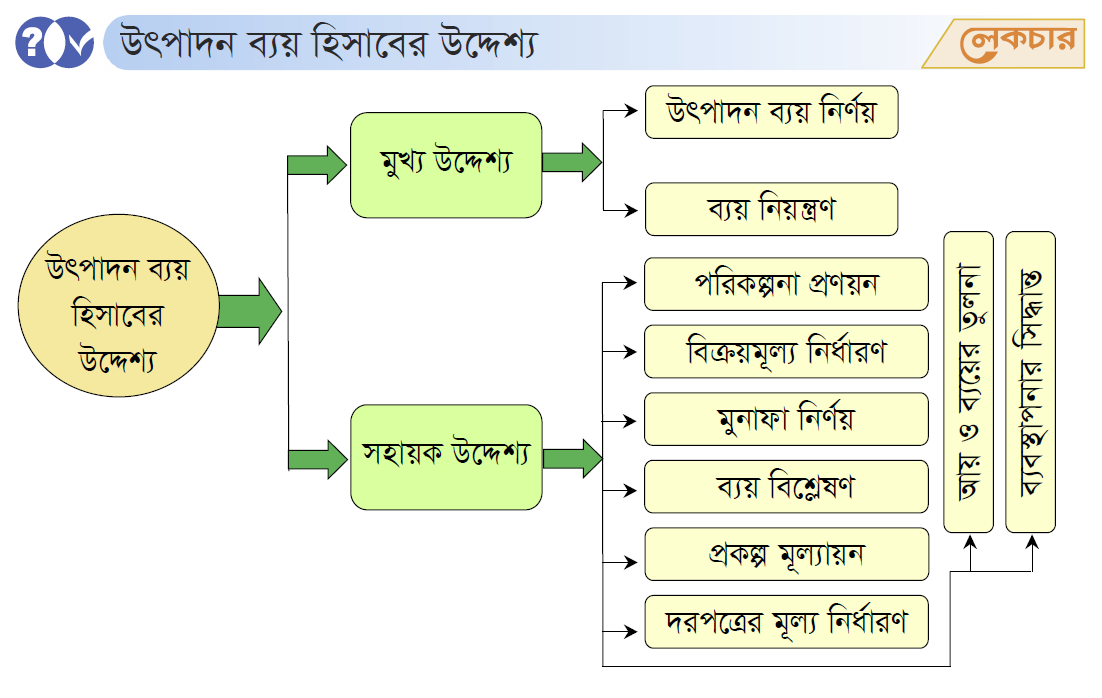 উৎপাদন ব্যয় হিসাবের উদ্দেশ্য
লেকচার
উৎপাদন ব্যয়
হিসাবের
উদ্দেশ্য
মুখ্য উদ্দেশ্য
উৎপাদন ব্যয় নির্ণয়
ব্যয় নিয়ন্ত্রণ
সহায়ক উদ্দেশ্য
পরিকল্পনা প্রণয়ন
বিক্রয়মূল্য নির্ধারণ
মুনাফা নির্ণয়
ব্যয় বিশ্লেষণ
প্রকল্প মূল্যায়ন
দরপত্রের মূল্য নির্ধারণ
আয় ও ব্যয়ের তুলনা
ব্যবস্থাপনার সিদ্ধান্ত